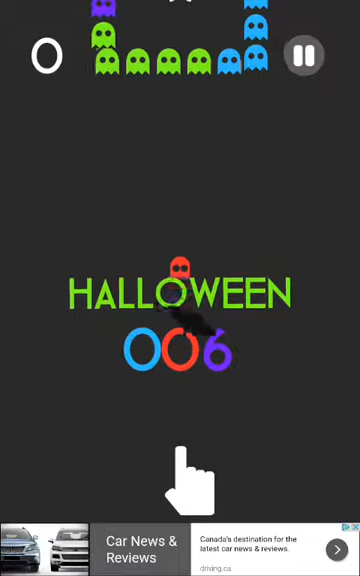 0
HALLOWEEN
006
Car News &
Reviews
Canada's destination for the
latest car news & reviews.
driving.ca